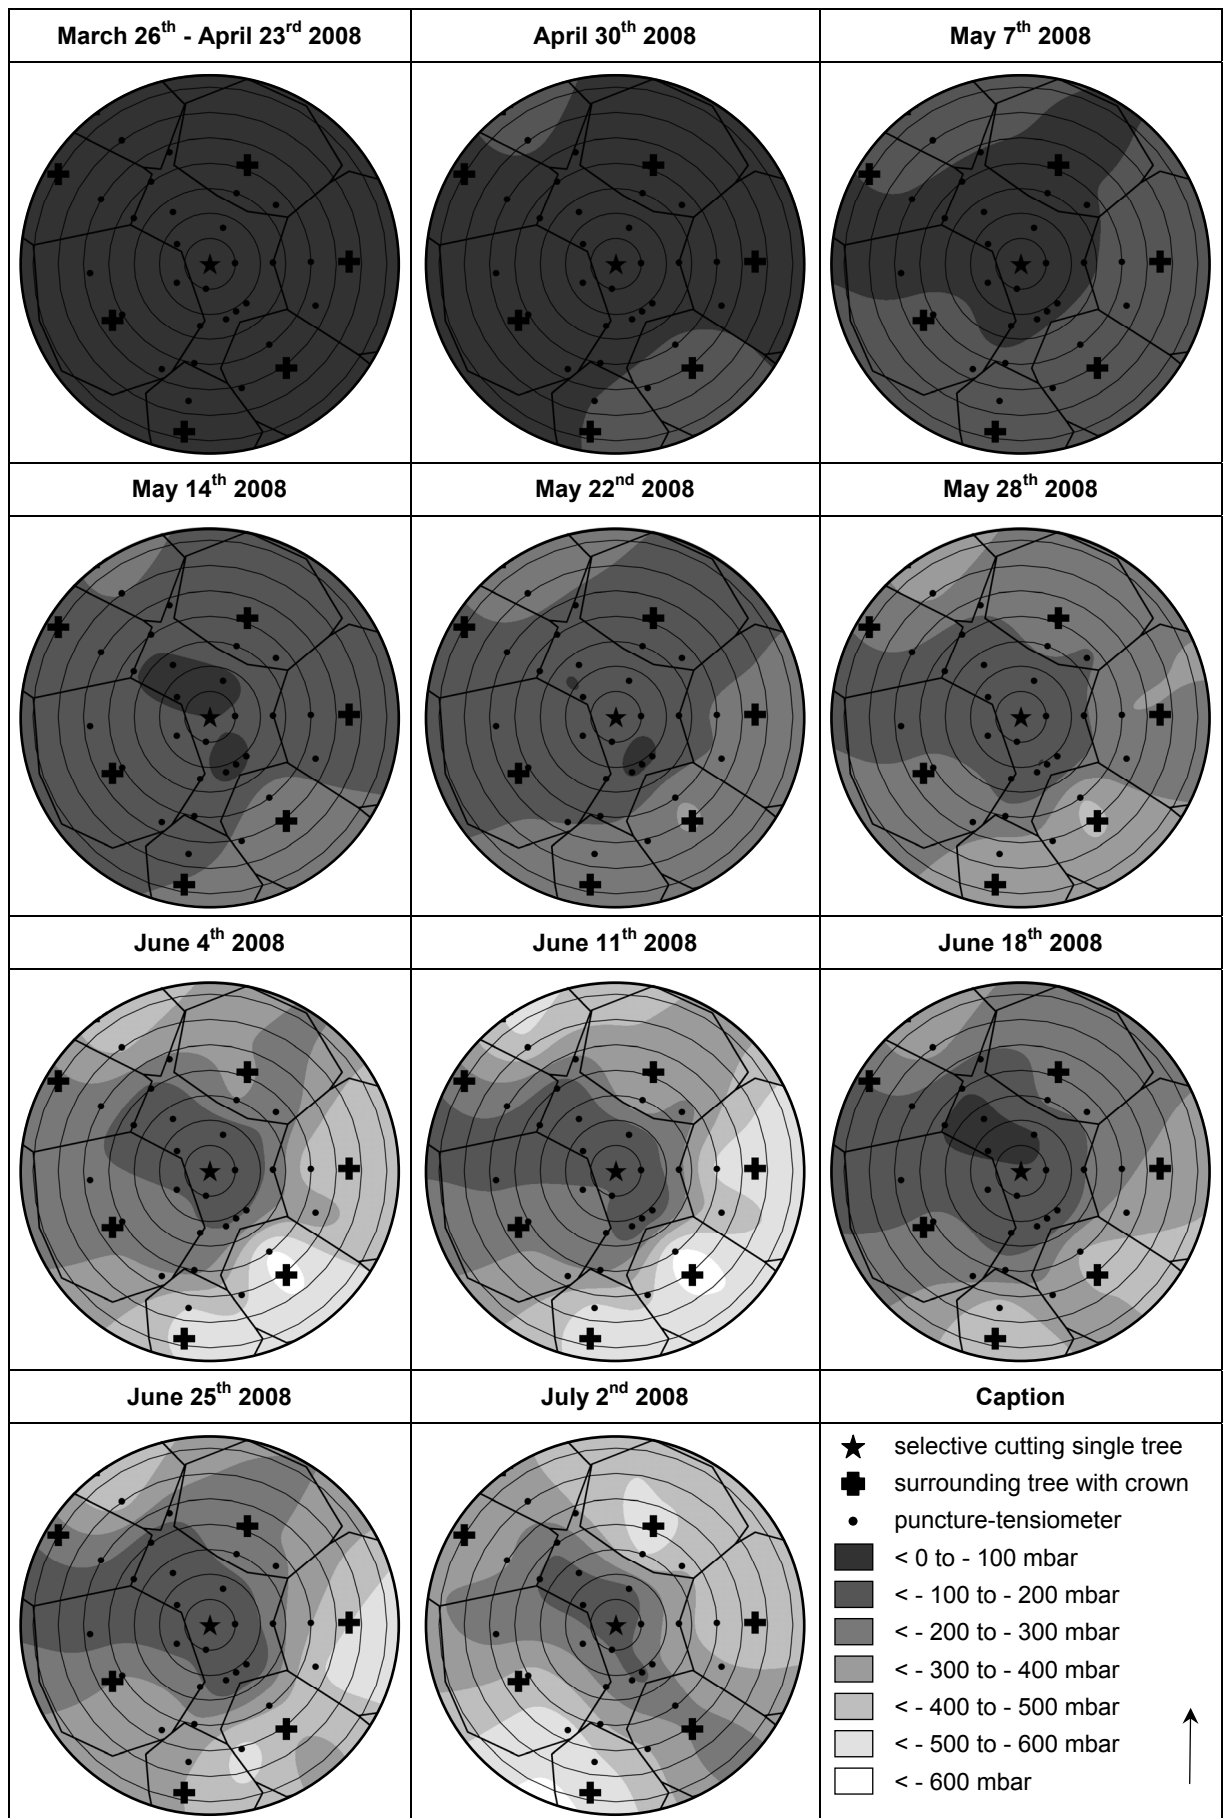 March 26th - April 23rd 2008
April 30th 2008
May 7th 2008
May 14th 2008
May 22nd 2008
May 28th 2008
June 4th 2008
June 11th 2008
June 18th 2008
June 25th 2008
July 2nd 2008
Caption
selective cutting single tree
surrounding tree with crown
puncture-tensiometer
< 0 to - 100 mbar
< - 100 to - 200 mbar
< - 200 to - 300 mbar
< - 300 to - 400 mbar
< - 400 to - 500 mbar
< - 500 to - 600 mbar
< - 600 mbar